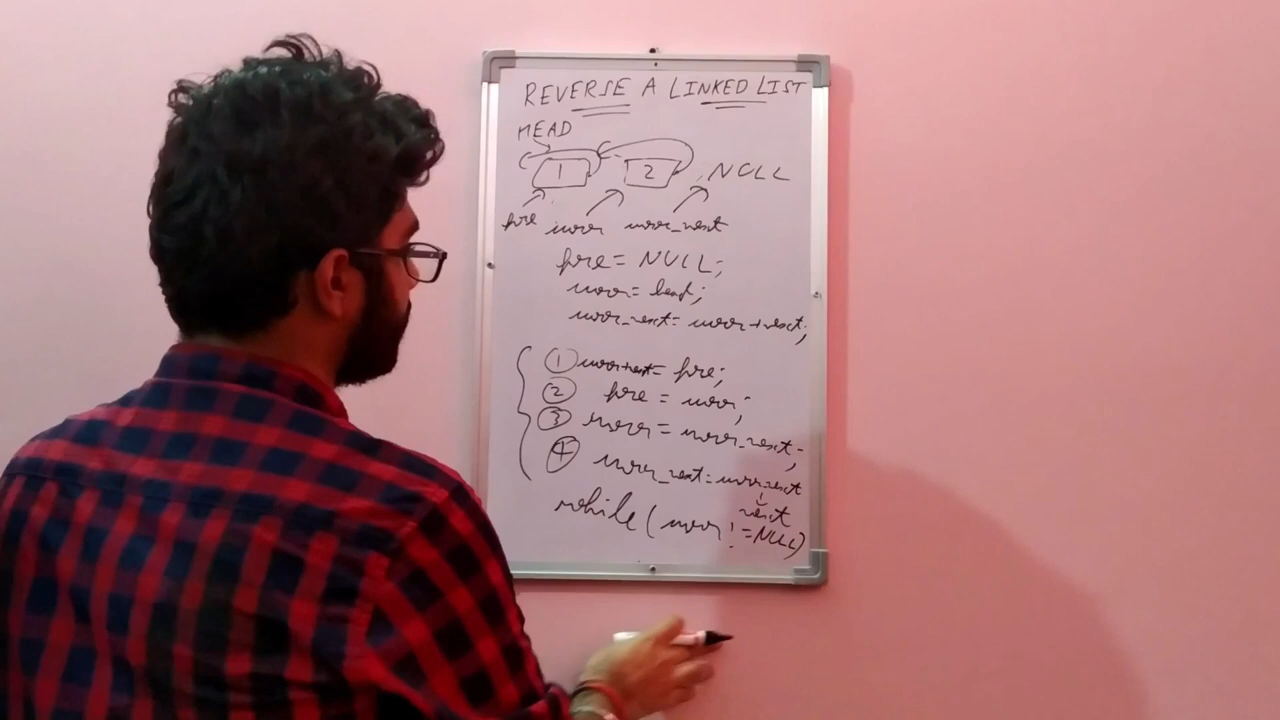 REVERSE A LINKED LIST
HEAD
1 2 NULL
pre curr curr_next
pre = NULL;
curr = head;
curr_next = curr→next;
① curr→next = pre;
② pre = curr;
③ curr = curr_next;
④ curr_next = curr_next
↓
next
while (curr != NULL)